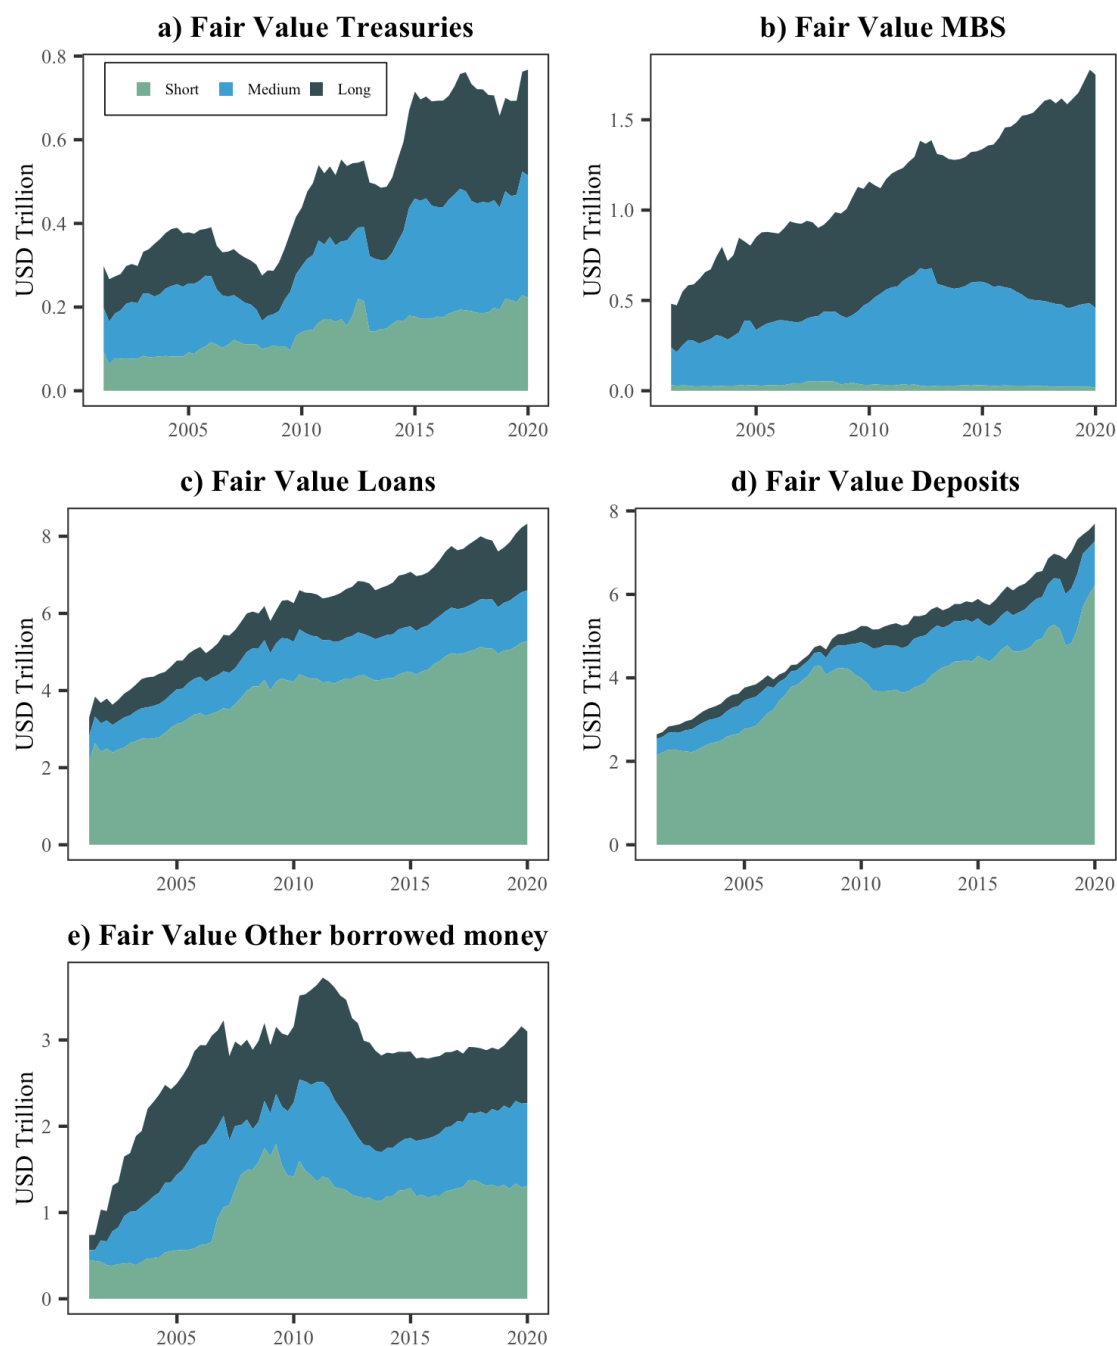 a) Fair Value Treasuries
USD Trillion
0.8
0.6
0.4
0.2
0.0
Short Medium Long
2005 2010 2015 2020
b) Fair Value MBS
USD Trillion
1.5
1.0
0.5
0.0
2005 2010 2015 2020
c) Fair Value Loans
USD Trillion
8
6
4
2
0
2005 2010 2015 2020
d) Fair Value Deposits
USD Trillion
8
6
4
2
0
2005 2010 2015 2020
e) Fair Value Other borrowed money
USD Trillion
3
2
1
0
2005 2010 2015 2020